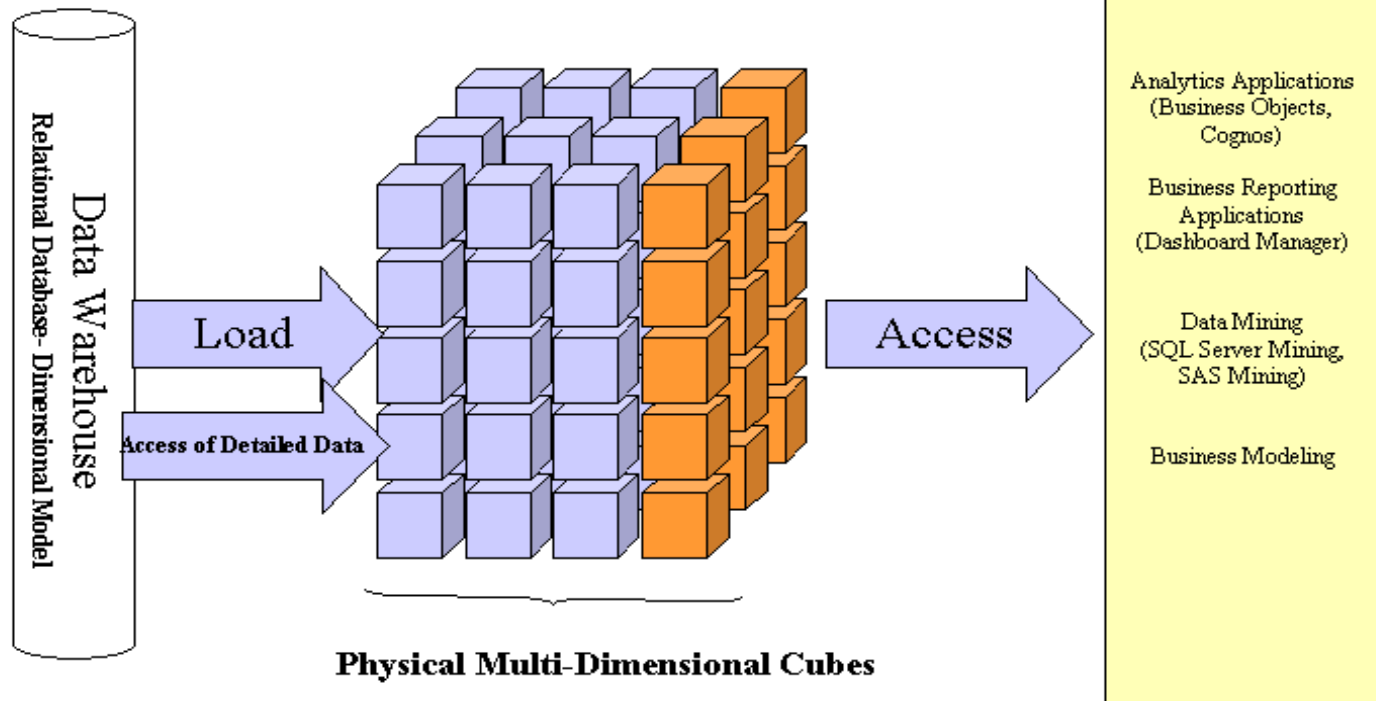 Data Warehouse
Relational Database- Dimensional Model
Load
Access of Detailed Data
Physical Multi-Dimensional Cubes
Access
Analytics Applications
(Business Objects,
Cognos)
Business Reporting
Applications
(Dashboard Manager)
Data Mining
(SQL Server Mining,
SAS Mining)
Business Modeling